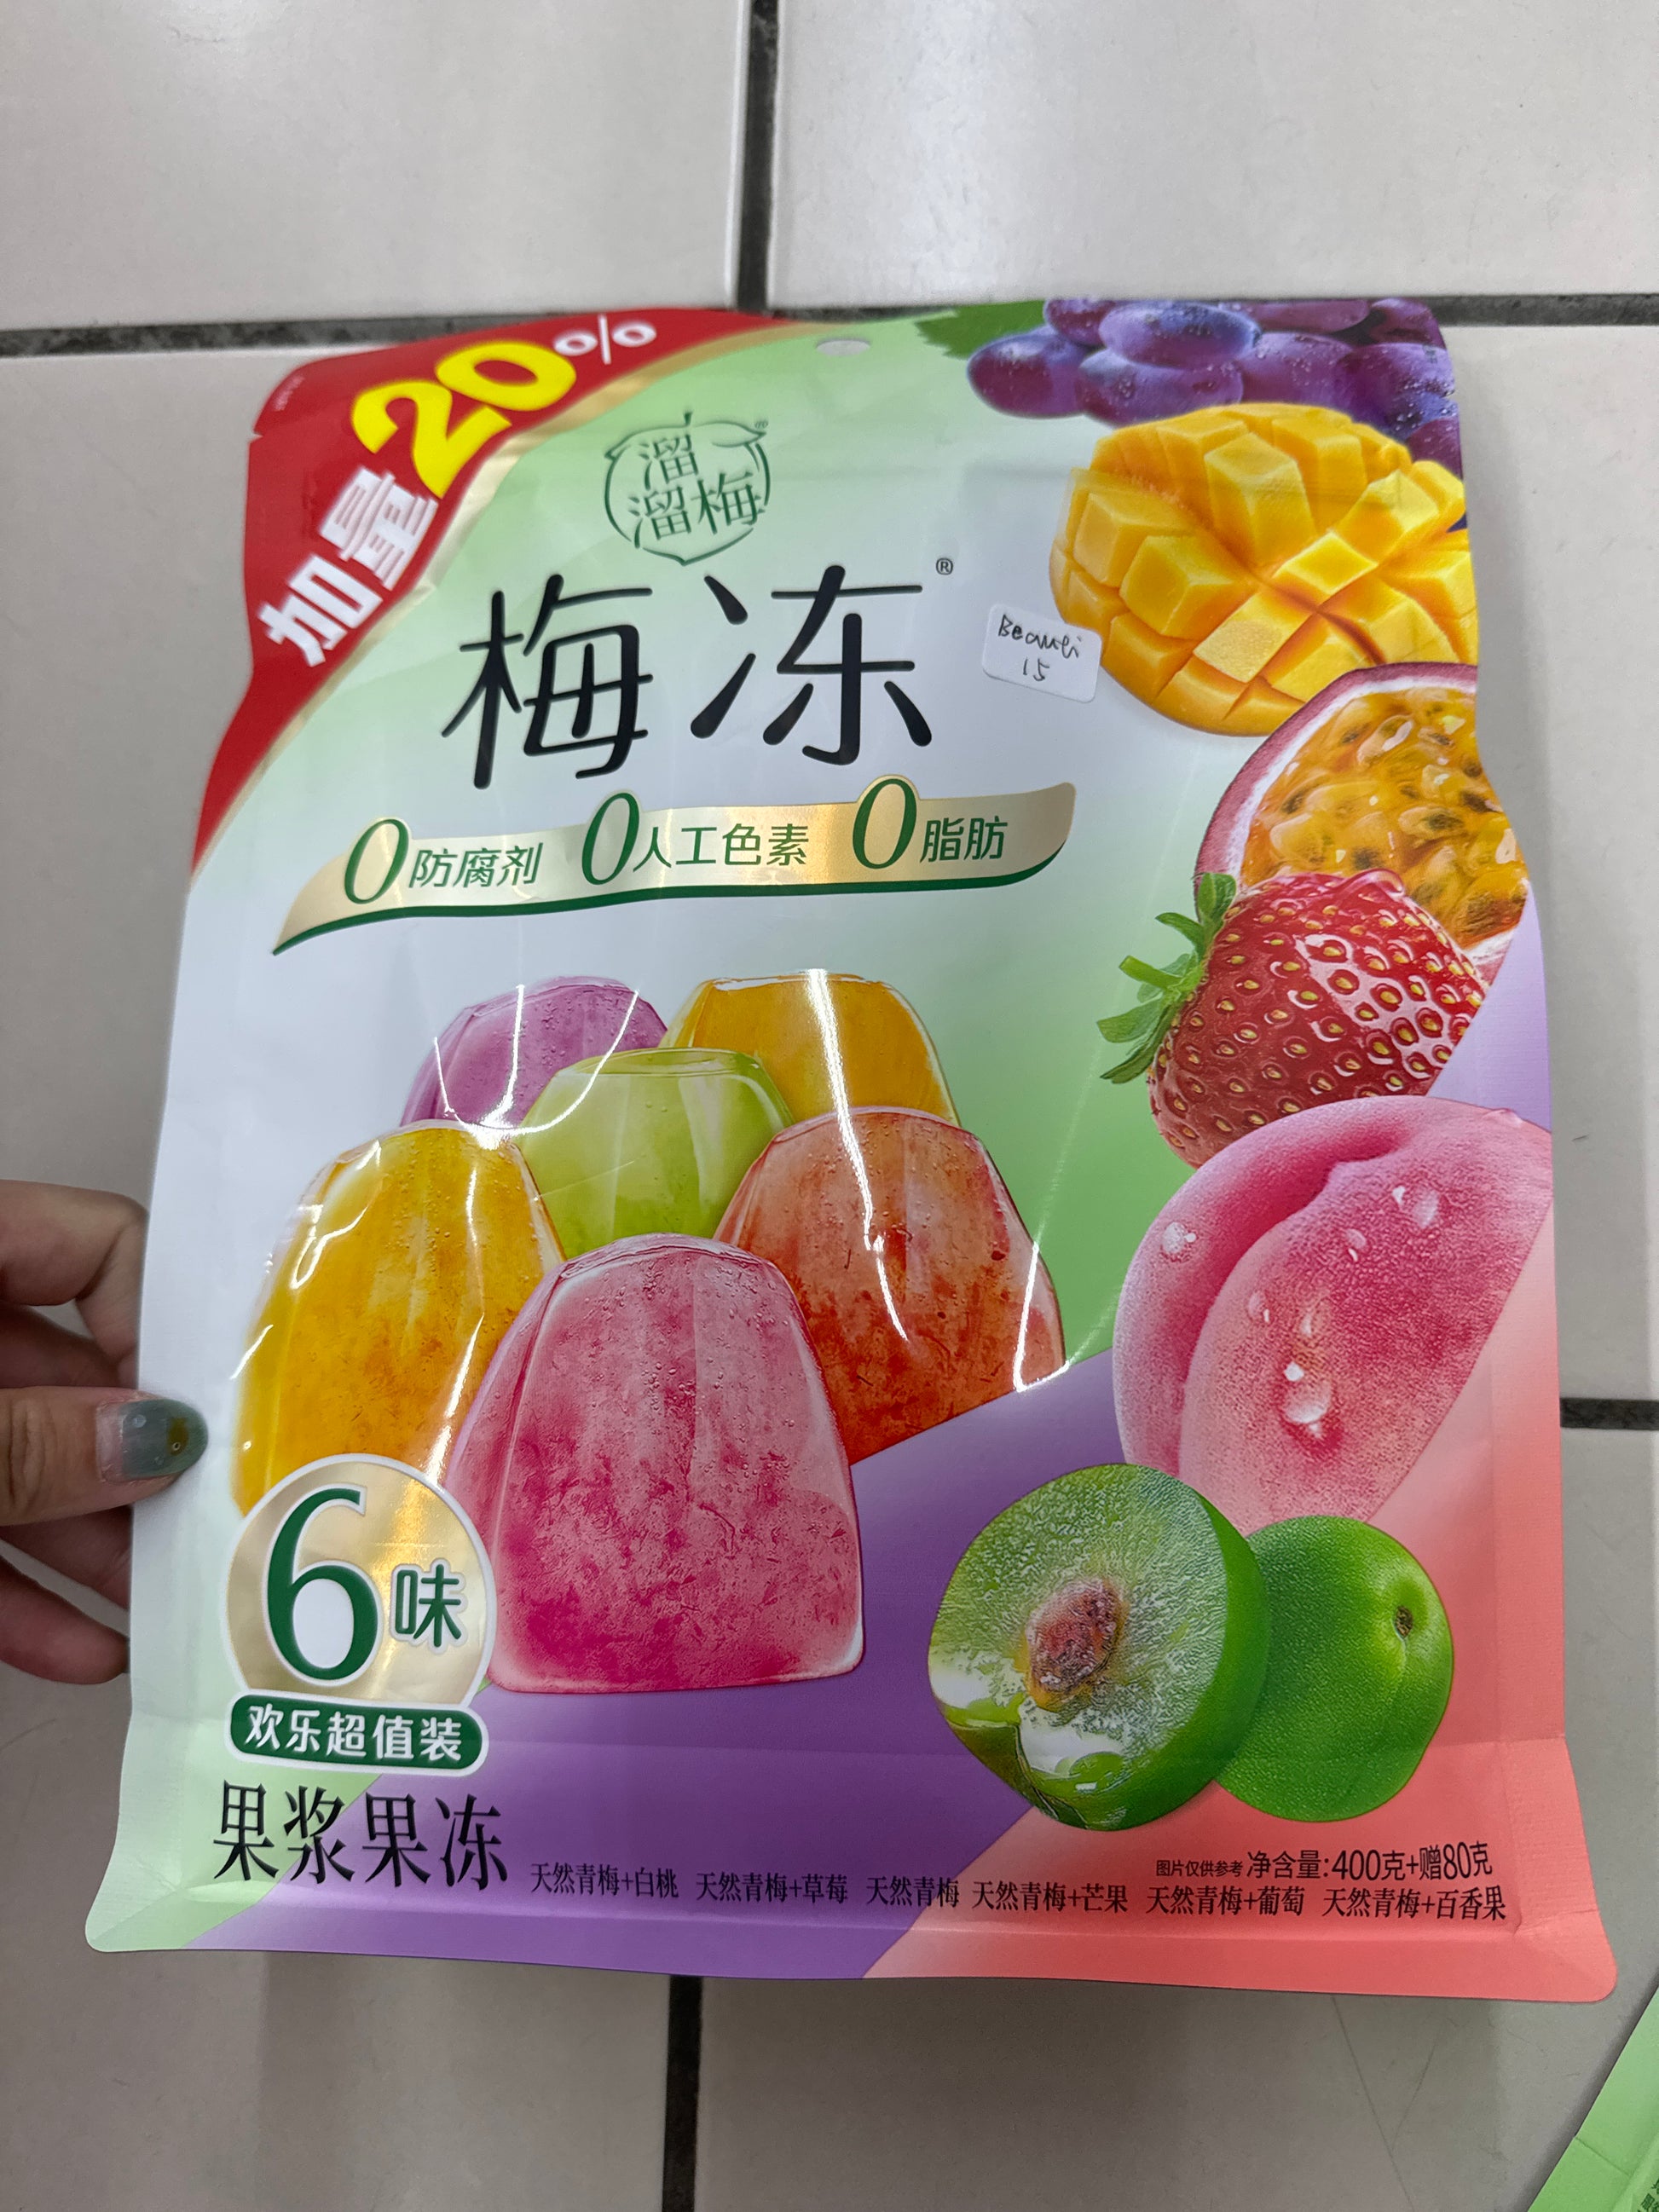 加量20%
溜
溜梅®
梅冻®
Beauti
15
0防腐剂 0人工色素 0脂肪
6味
欢乐超值装
果浆果冻
图片仅供参考 净含量:400克+赠80克
天然青梅+白桃 天然青梅+草莓 天然青梅 天然青梅+芒果 天然青梅+葡萄 天然青梅+百香果